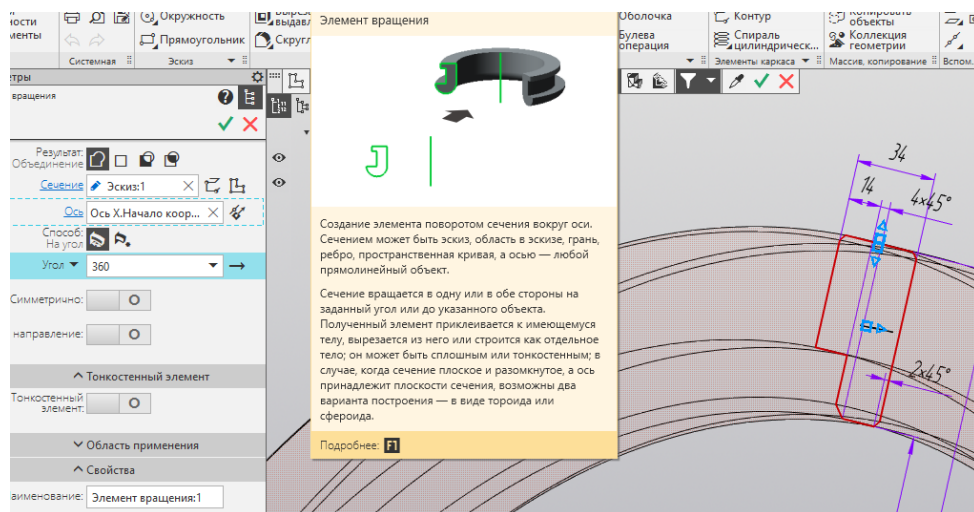 Окружность
Прямоугольник
Системная
Эскиз
вращения
Результат:
Объединение
Сечение
Эскиз:1
Ось
Ось X.Начало коор...
Способ:
На угол
Угол
360
Симметрично:
направление:
Тонкостенный элемент
Тонкостенный
элемент:
Область применения
Свойства
Элемент вращения:1
Элемент вращения
Создание элемента поворотом сечения вокруг оси.
Сечением может быть эскиз, область в эскизе, грань,
ребро, пространственная кривая, а осью — любой
прямолинейный объект.
Сечение вращается в одну или в обе стороны на
заданный угол или до указанного объекта.
Полученный элемент приклеивается к имеющемуся
телу, вырезается из него или строится как отдельное
тело; он может быть сплошным или тонкостенным; в
случае, когда сечение плоское и разомкнутое, а ось
принадлежит плоскости сечения, возможны два
варианта построения — в виде тороида или
сфероида.
Подробнее: F1
Оболочка
Булева
операция
Контур
Спираль
цилиндрическ...
Элементы каркаса
объекты
Коллекция
геометрии
Массив, копирование
Вспом.
34
14
4x45°
2x45°